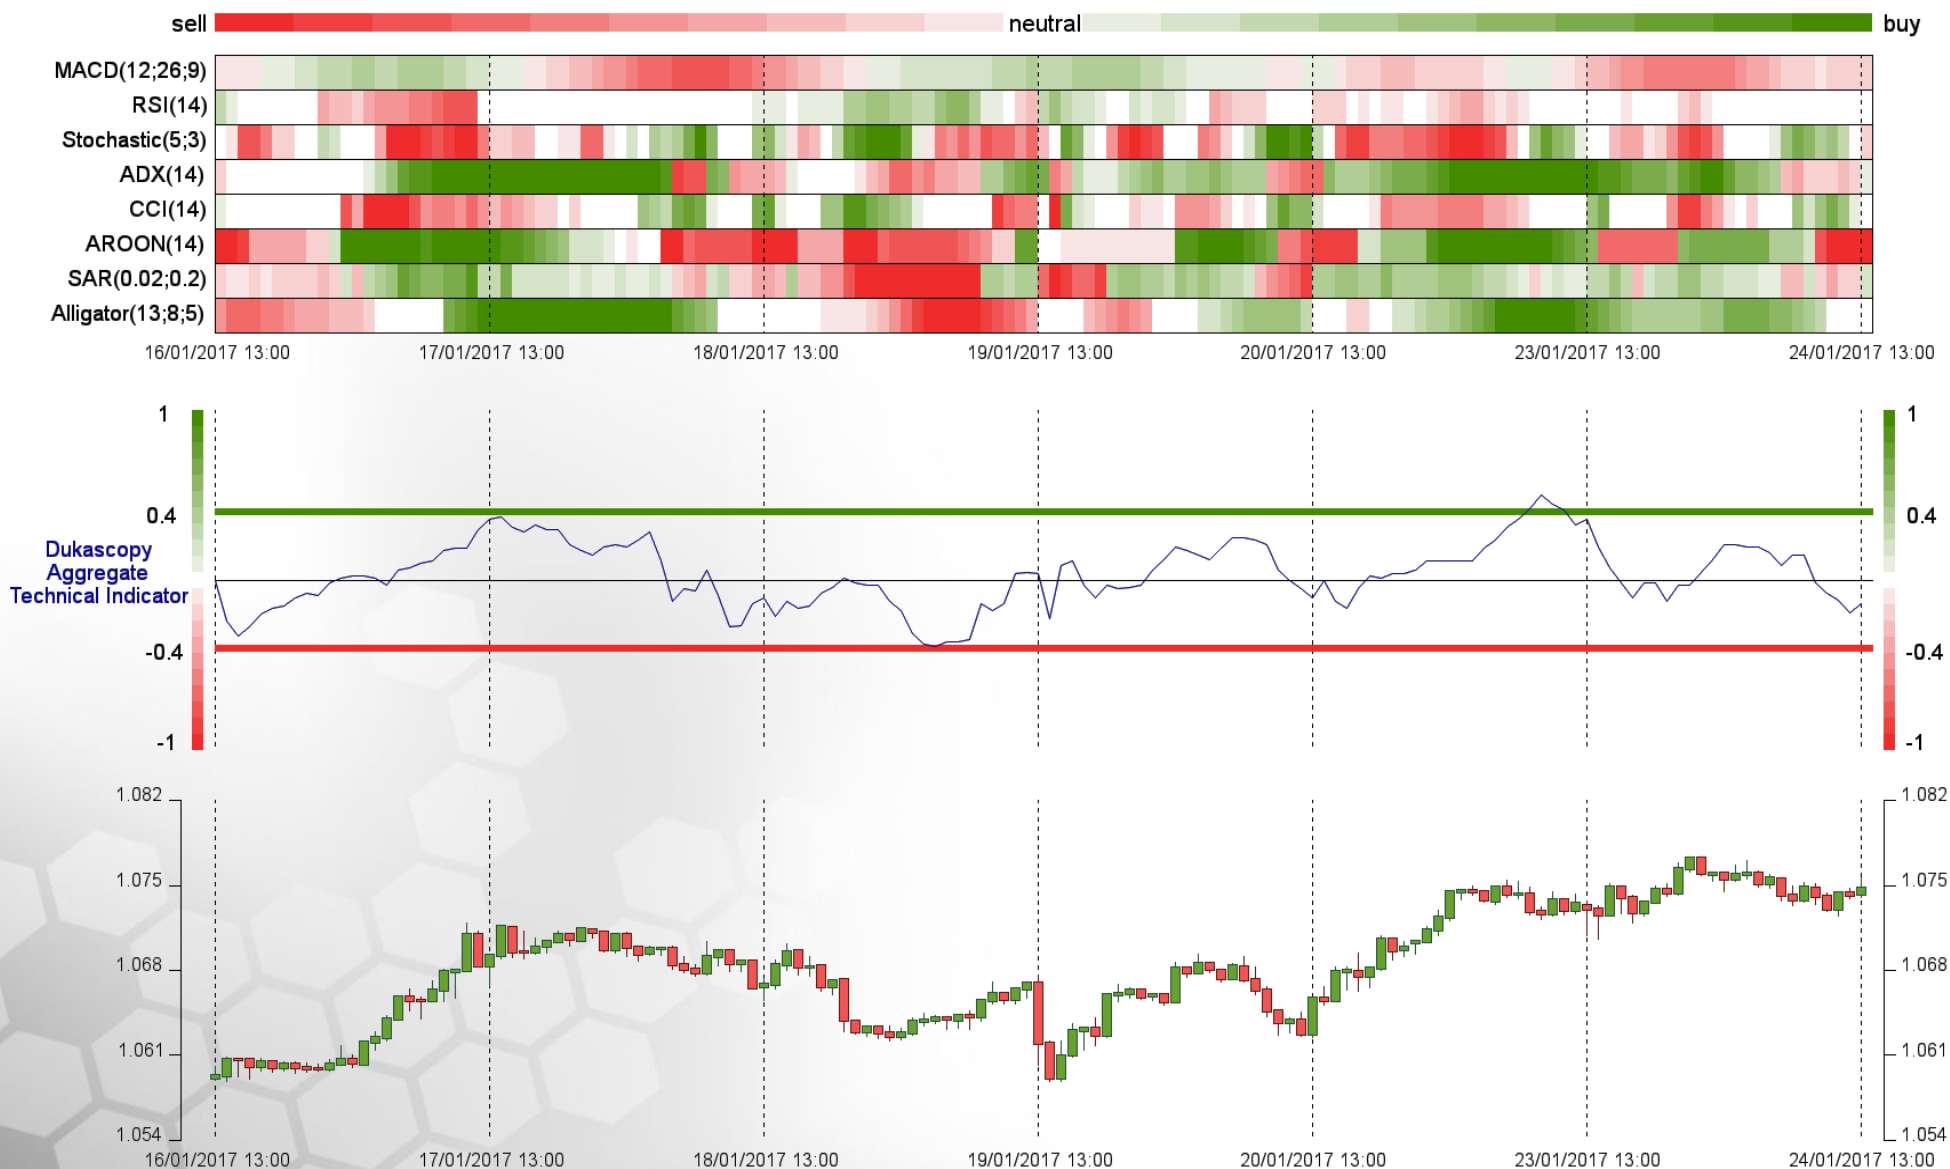 sell neutral buy
MACD(12;26;9)
RSI(14)
Stochastic(5;3)
ADX(14)
CCI(14)
AROON(14)
SAR(0.02;0.2)
Alligator(13;8;5)
16/01/2017 13:00 17/01/2017 13:00 18/01/2017 13:00 19/01/2017 13:00 20/01/2017 13:00 23/01/2017 13:00 24/01/2017 13:00
1 1
0.4 0.4
Dukascopy
Aggregate
Technical Indicator
-0.4 -0.4
-1 -1
1.082 1.082
1.075 1.075
1.068 1.068
1.061 1.061
1.054 1.054
16/01/2017 13:00 17/01/2017 13:00 18/01/2017 13:00 19/01/2017 13:00 20/01/2017 13:00 23/01/2017 13:00 24/01/2017 13:00